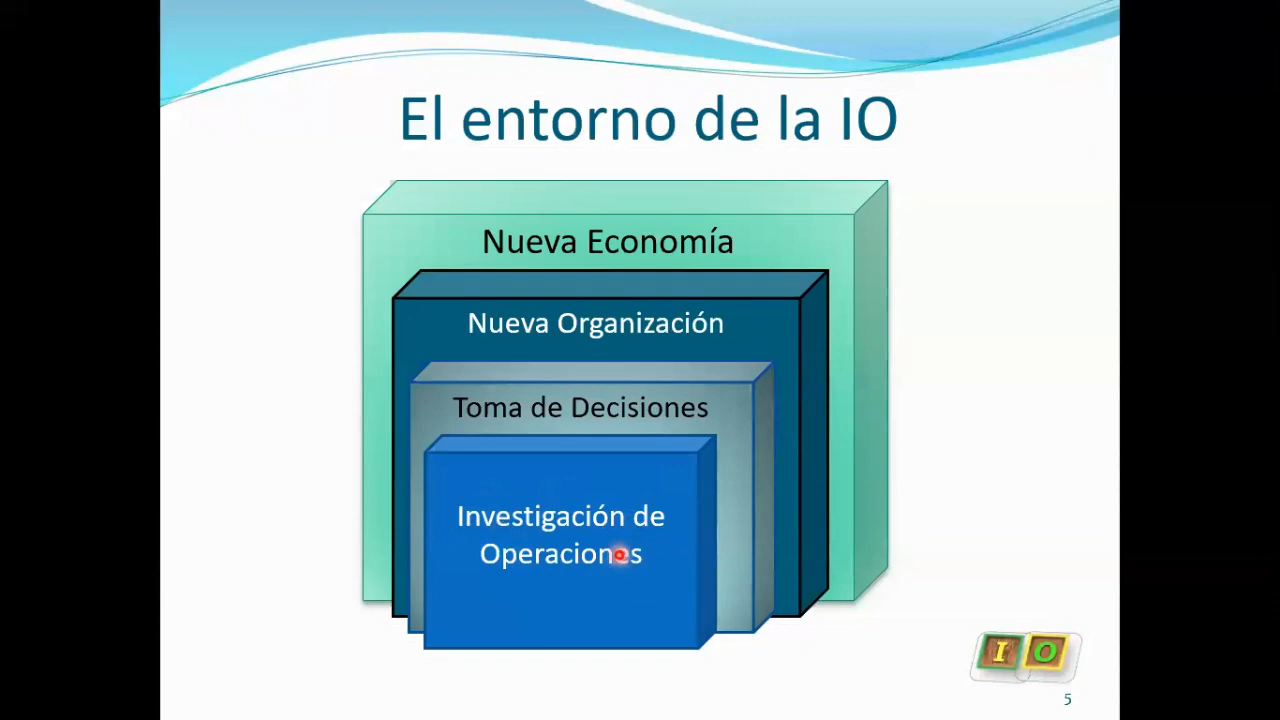 El entorno de la IO
Nueva Economía
Nueva Organización
Toma de Decisiones
Investigación de
Operaciones
I O
5